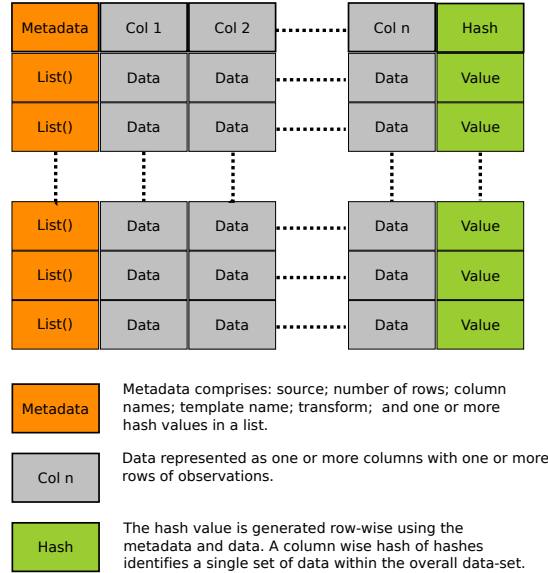 Metadata Col 1 Col 2 Col n Hash
List() Data Data Data Value
List() Data Data Data Value
List() Data Data Data Value
List() Data Data Data Value
List() Data Data Data Value
Metadata
Metadata comprises: source; number of rows; column
names; template name; transform; and one or more
hash values in a list.
Col n
Data represented as one or more columns with one or more
rows of observations.
Hash
The hash value is generated row-wise using the
metadata and data. A column wise hash of hashes
identifies a single set of data within the overall data-set.